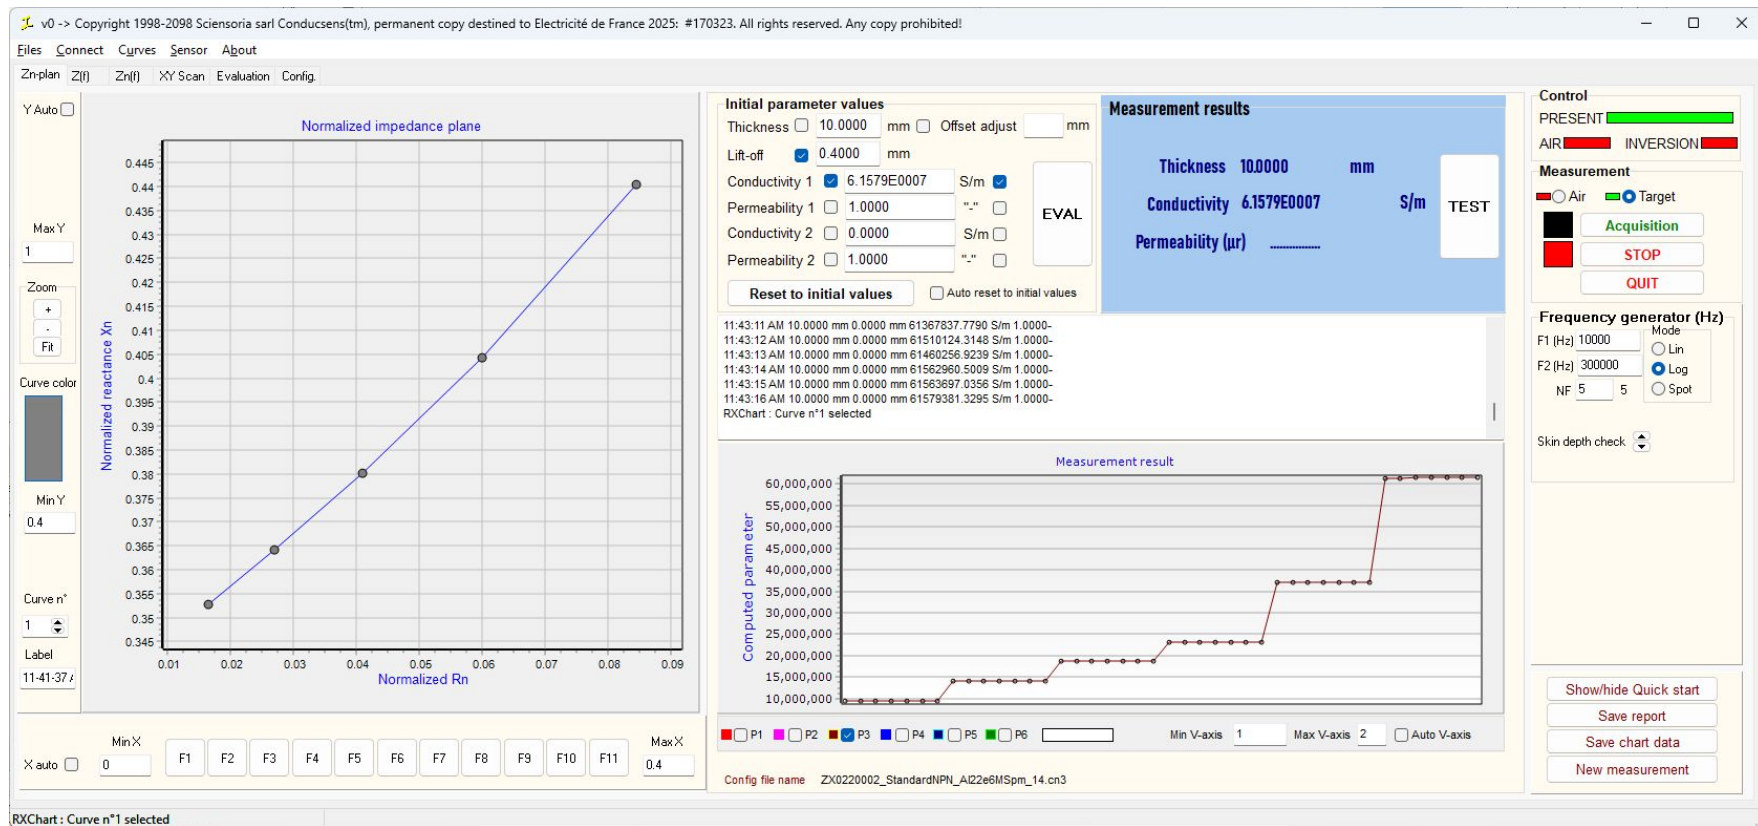 v0 -> Copyright 1998-2098 Sciensoria sarl Conducsens(tm), permanent copy destined to Electricité de France 2025:  #170323. All rights reserved. Any copy prohibited!
Files Connect Curves Sensor About
Zn-plan Z(f) Zn(f) XY Scan Evaluation Config.
Y Auto
Max Y
1
Zoom
+
-
Fit
Curve color
Min Y
0.4
Curve n°
1
Label
11-41-37
Normalized impedance plane
Normalized reactance Xn
0.445
0.44
0.435
0.43
0.425
0.42
0.415
0.41
0.405
0.4
0.395
0.39
0.385
0.38
0.375
0.37
0.365
0.36
0.355
0.35
0.345
0.01 0.02 0.03 0.04 0.05 0.06 0.07 0.08 0.09
Normalized Rn
X auto
Min X
0
F1 F2 F3 F4 F5 F6 F7 F8 F9 F10 F11
Max X
0.4
Initial parameter values
Thickness 10.0000 mm Offset adjust mm
Lift-off 0.4000 mm
Conductivity 1 6.1579E0007 S/m
Permeability 1 1.0000 "-"
Conductivity 2 0.0000 S/m
Permeability 2 1.0000 "-"
EVAL
Reset to initial values Auto reset to initial values
Measurement results
Thickness 10.0000 mm
Conductivity 6.1579E0007 S/m
Permeability (µr) ...............
TEST
11:43:11 AM 10.0000 mm 0.0000 mm 61367837.7790 S/m 1.0000-
11:43:12 AM 10.0000 mm 0.0000 mm 61510124.3148 S/m 1.0000-
11:43:13 AM 10.0000 mm 0.0000 mm 61460256.9239 S/m 1.0000-
11:43:14 AM 10.0000 mm 0.0000 mm 61562960.5009 S/m 1.0000-
11:43:15 AM 10.0000 mm 0.0000 mm 61563697.0356 S/m 1.0000-
11:43:16 AM 10.0000 mm 0.0000 mm 61579381.3295 S/m 1.0000-
RXChart : Curve n°1 selected
Measurement result
Computed parameter
60,000,000
55,000,000
50,000,000
45,000,000
40,000,000
35,000,000
30,000,000
25,000,000
20,000,000
15,000,000
10,000,000
P1 P2 P3 P4 P5 P6 Min V-axis 1 Max V-axis 2 Auto V-axis
Config file name ZX0220002_StandardNPN_Al22e6MSpm_14.cn3
Control
PRESENT
AIR INVERSION
Measurement
Air Target
Acquisition
STOP
QUIT
Frequency generator (Hz)
F1 (Hz) 10000
F2 (Hz) 300000
NF 5 5
Mode
Lin
Log
Spot
Skin depth check
Show/hide Quick start
Save report
Save chart data
New measurement
RXChart : Curve n°1 selected